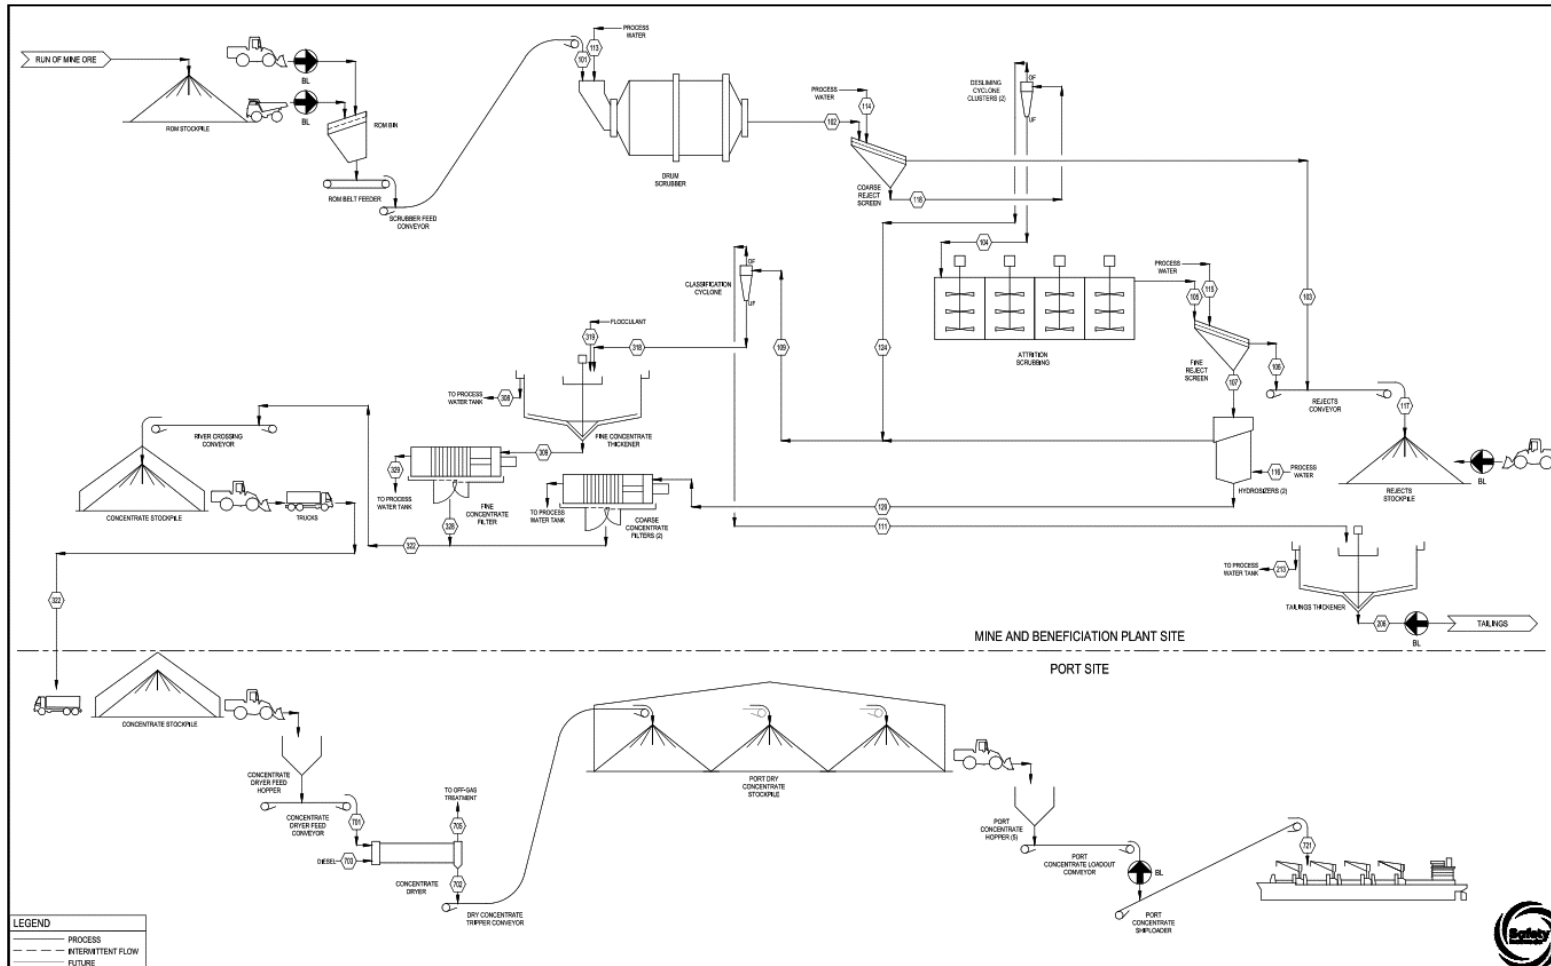 RUN OF MINE ORE
ROM STOCKPILE
BL
BL
ROM BIN
ROM BELT FEEDER
SCRUBBER FEED
CONVEYOR
PROCESS
WATER
101
113
DRUM
SCRUBBER
102
PROCESS
WATER
114
COARSE
REJECT
SCREEN
118
DESLIMING
CYCLONE
CLUSTERS (2)
OF
UF
104
103
CLASSIFICATION
CYCLONE
OF
UF
ATTRITION
SCRUBBING
PROCESS
WATER
105
115
FINE
REJECT
SCREEN
106
107
REJECTS
CONVEYOR
117
REJECTS
STOCKPILE
BL
FLOCCULANT
319
318
109
124
TO PROCESS
WATER TANK
308
FINE CONCENTRATE
THICKENER
309
RIVER CROSSING
CONVEYOR
CONCENTRATE STOCKPILE
TRUCKS
329
TO PROCESS
WATER TANK
FINE
CONCENTRATE
FILTER
328
TO PROCESS
WATER TANK
COARSE
CONCENTRATE
FILTERS (2)
322
HYDROSIZERS (2)
116
PROCESS
WATER
129
111
TO PROCESS
WATER TANK
213
TAILINGS THICKENER
206
BL
TAILINGS
322
MINE AND BENEFICIATION PLANT SITE
PORT SITE
CONCENTRATE STOCKPILE
CONCENTRATE
DRYER FEED
HOPPER
CONCENTRATE
DRYER FEED
CONVEYOR
701
DIESEL
700
TO OFF-GAS
TREATMENT
705
CONCENTRATE
DRYER
702
DRY CONCENTRATE
TRIPPER CONVEYOR
PORT DRY
CONCENTRATE
STOCKPILE
PORT
CONCENTRATE
HOPPER (5)
PORT
CONCENTRATE LOADOUT
CONVEYOR
BL
PORT
CONCENTRATE
SHIPLOADER
721
LEGEND
PROCESS
INTERMITTENT FLOW
FUTURE
Safety